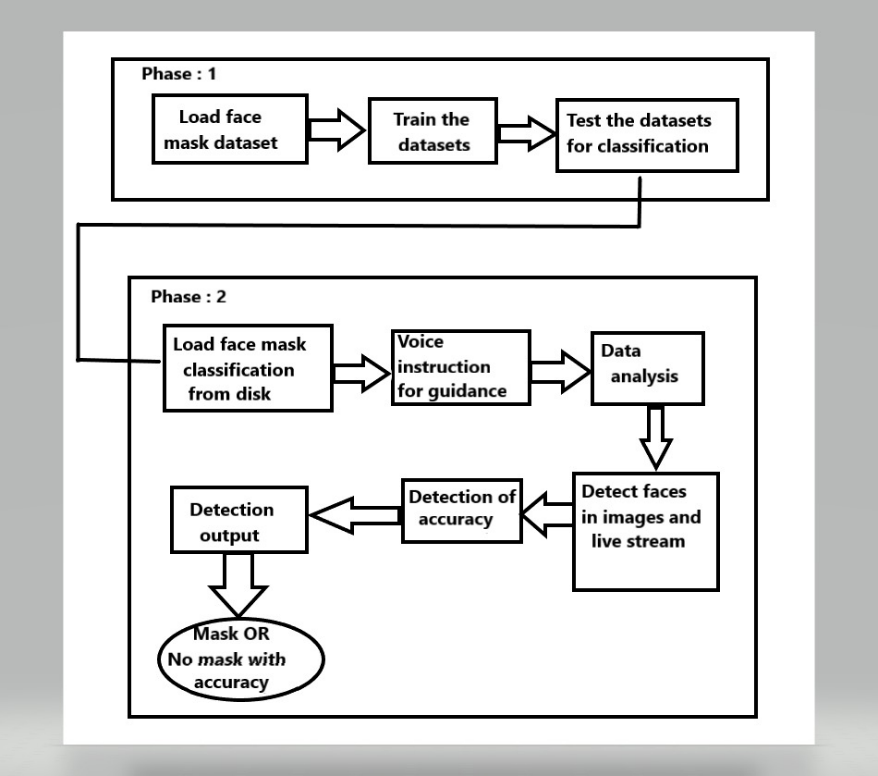 Phase : 1
Load face
mask dataset
Train the
datasets
Test the datasets
for classification
Phase : 2
Load face mask
classification
from disk
Voice
instruction
for guidance
Data
analysis
Detect faces
in images and
live stream
Detection of
accuracy
Detection
output
Mask OR
No mask with
accuracy